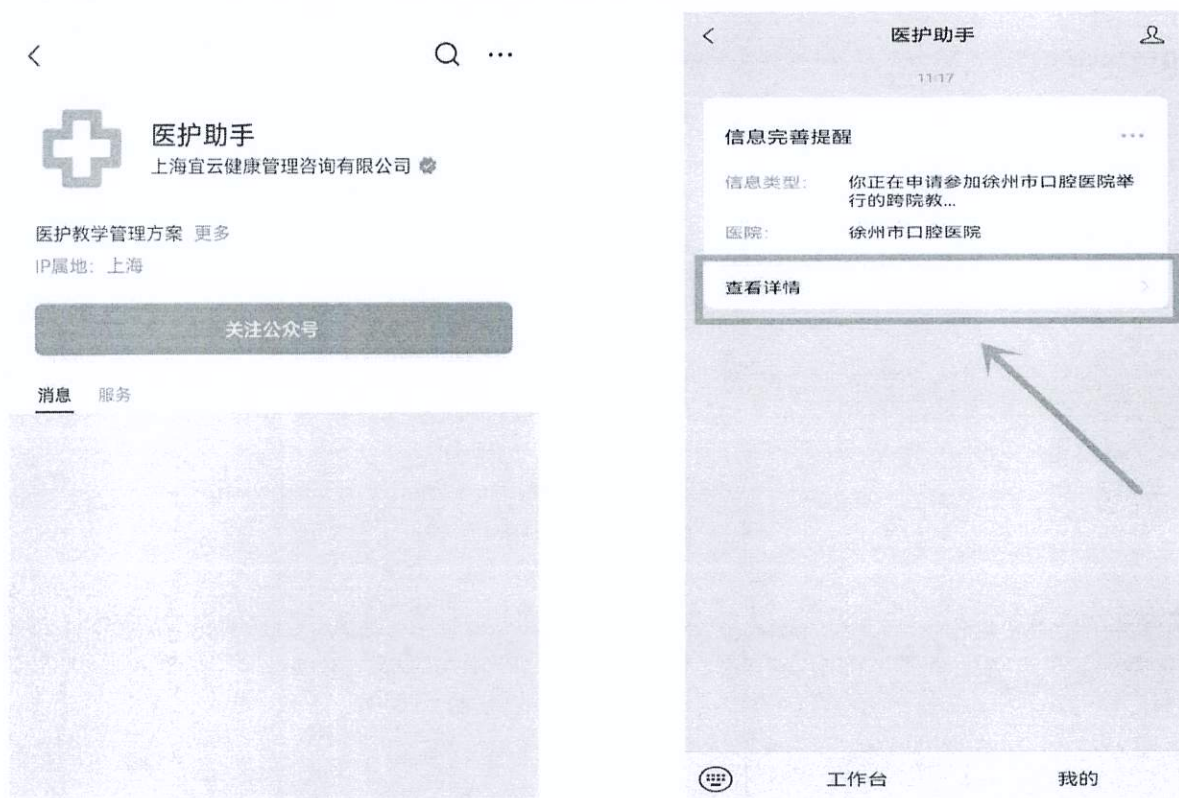 医护助手
上海宜云健康管理咨询有限公司
医护教学管理方案 更多
IP属地：上海
关注公众号
消息 服务
医护助手
11:17
信息完善提醒
信息类型： 你正在申请参加徐州市口腔医院举
行的跨院教...
医院： 徐州市口腔医院
查看详情
工作台 我的